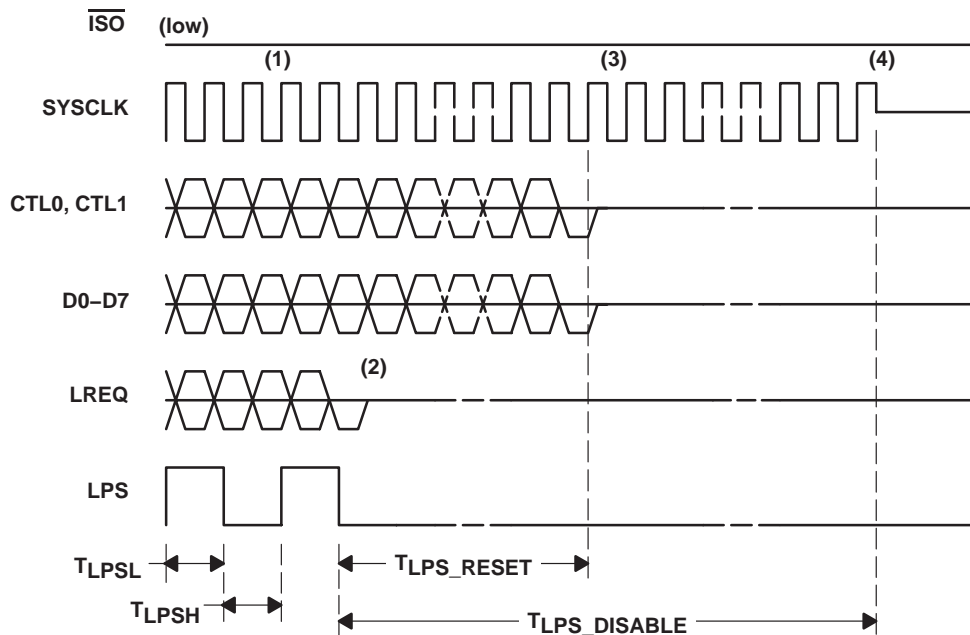 ISO (low)
(1) (3) (4)
SYSCLK
CTL0, CTL1
D0–D7
(2)
LREQ
LPS
TLPSL TLPS_RESET
TLPSH TLPS_DISABLE